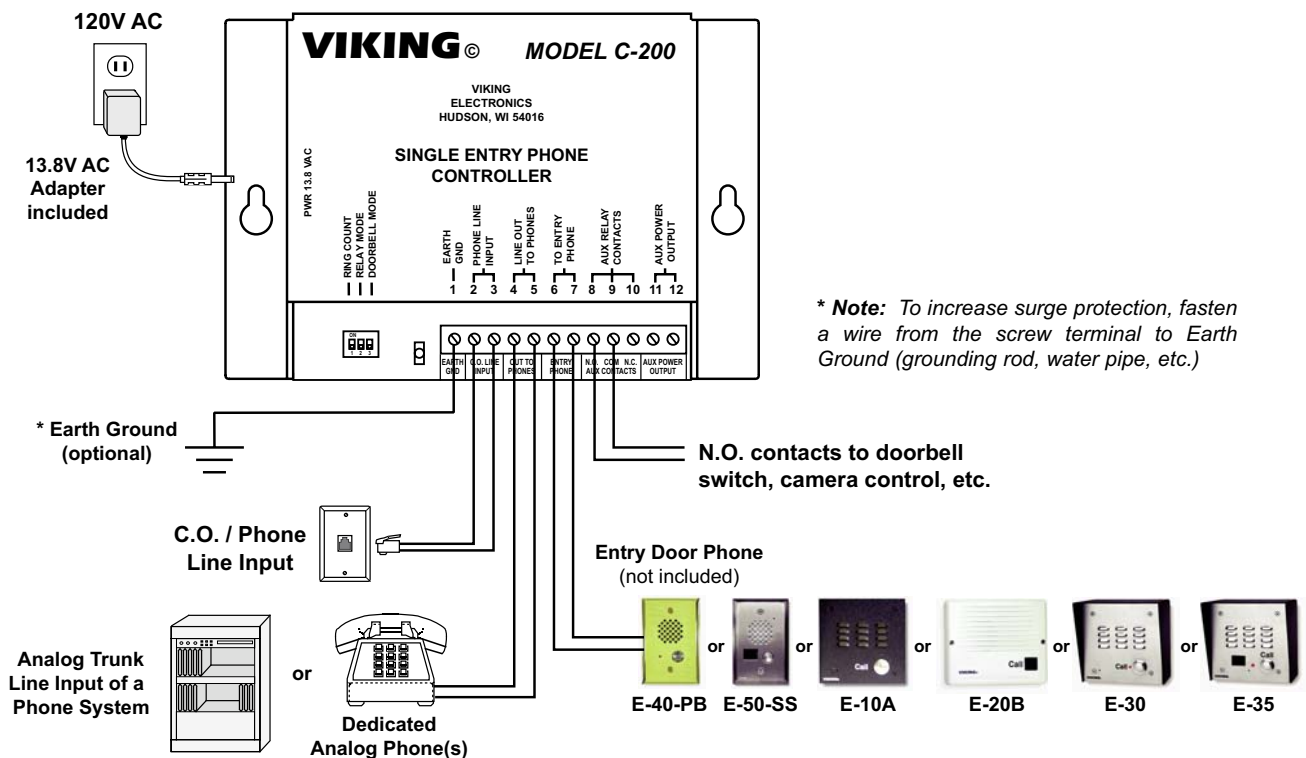 120V AC
13.8V AC
Adapter
included
VIKING© MODEL C-200
VIKING
ELECTRONICS
HUDSON, WI 54016
SINGLE ENTRY PHONE
CONTROLLER
PWR 13.8 VAC
RING COUNT
RELAY MODE
DOORBELL MODE
EARTH
GND
PHONE LINE
INPUT
LINE OUT
TO PHONES
TO ENTRY
PHONE
AUX RELAY
CONTACTS
AUX POWER
OUTPUT
1 2 3 4 5 6 7 8 9 10 11 12
ON
1 2 3
EARTH
GND
C.O. LINE
INPUT
OUT TO
PHONES
ENTRY
PHONE
N.O. COM N.C.
AUX CONTACTS
AUX POWER
OUTPUT
* Note: To increase surge protection, fasten
a wire from the screw terminal to Earth
Ground (grounding rod, water pipe, etc.)
* Earth Ground
(optional)
N.O. contacts to doorbell
switch, camera control, etc.
C.O. / Phone
Line Input
Entry Door Phone
(not included)
Analog Trunk
Line Input of a
Phone System
or
Dedicated
Analog Phone(s)
or
or
or
or
or
Call
VIKING
Call
Call
Call
E-40-PB E-50-SS E-10A E-20B E-30 E-35